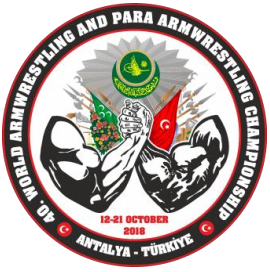 40. WORLD ARMWRESTLING AND PARA ARMWRESTLING CHAMPIONSHIP
12-21 OCTOBER
2018
ANTALYA - TÜRKİYE